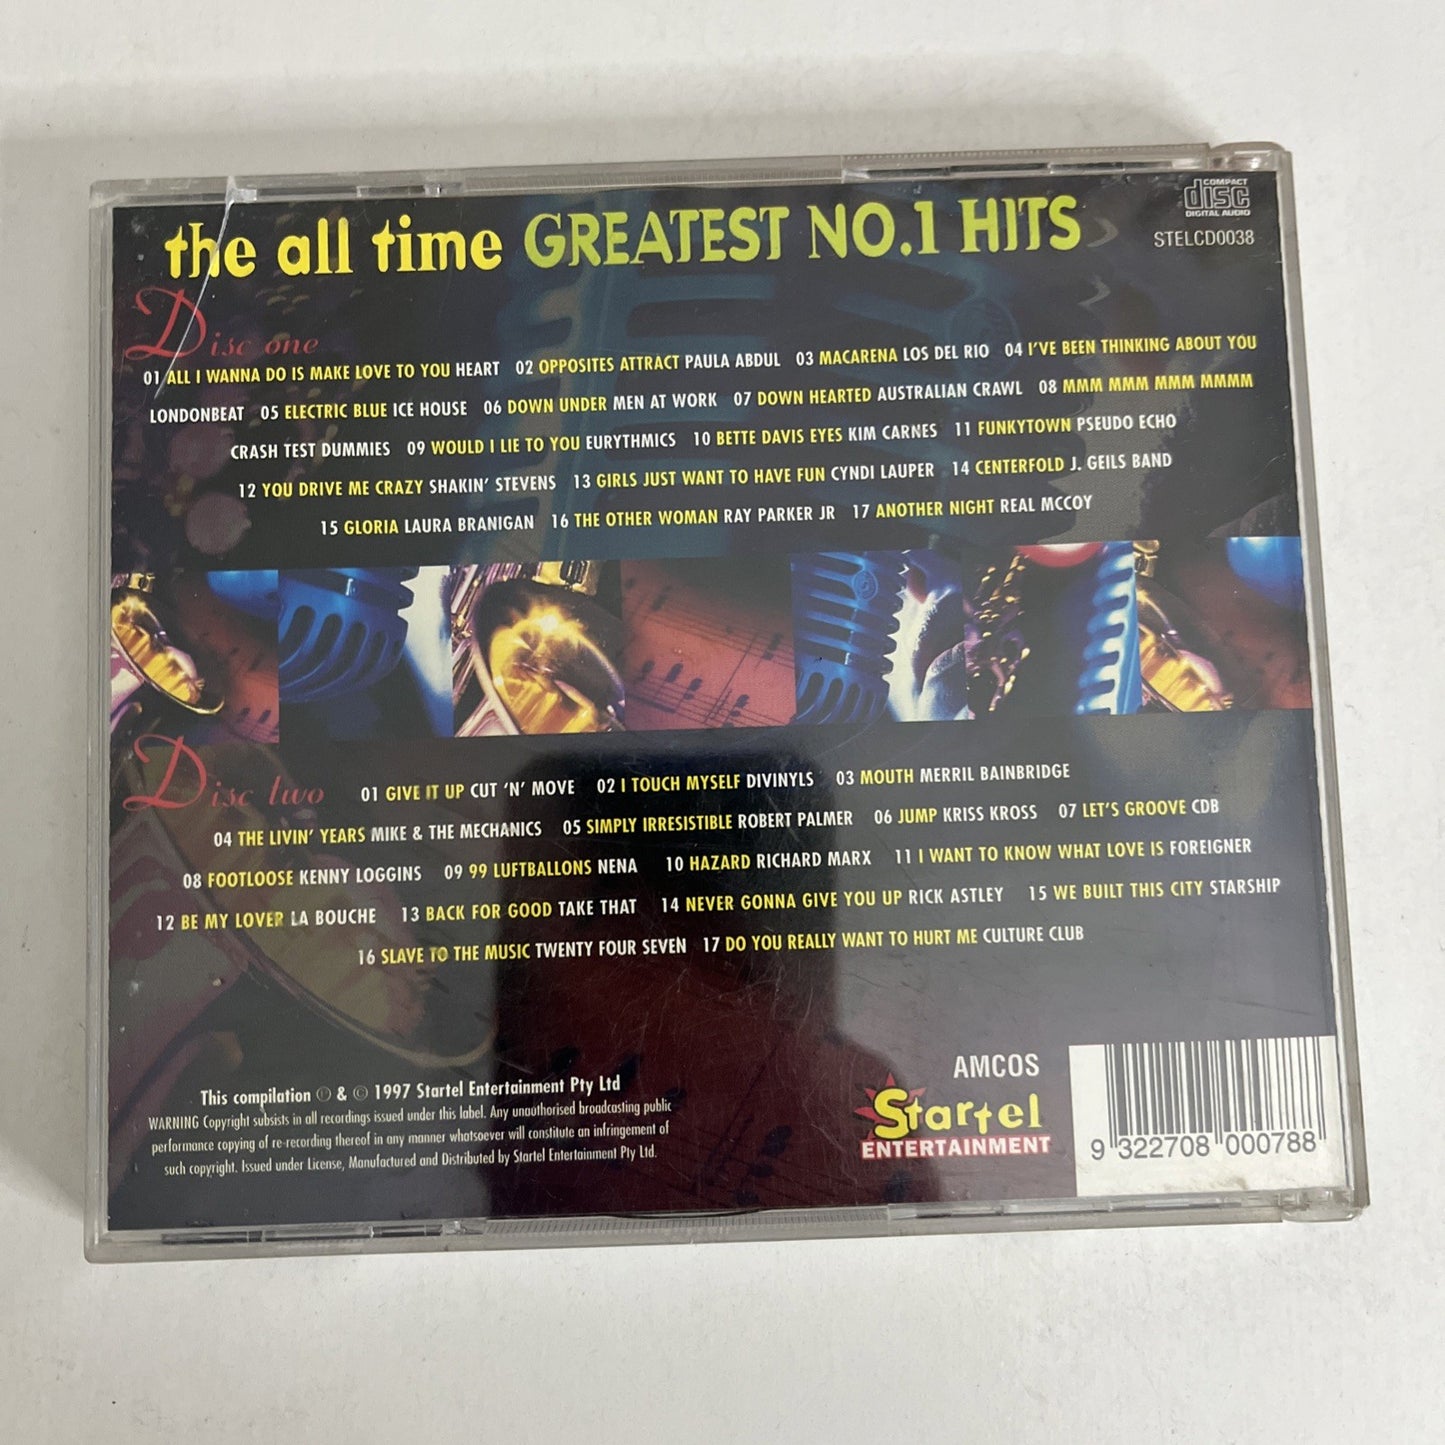 the all time GREATEST NO.1 HITS
COMPACT
disc
DIGITAL AUDIO
STELCD0038
Disc one
01 ALL I WANNA DO IS MAKE LOVE TO YOU HEART 02 OPPOSITES ATTRACT PAULA ABDUL 03 MACARENA LOS DEL RIO 04 I'VE BEEN THINKING ABOUT YOU
LONDONBEAT 05 ELECTRIC BLUE ICE HOUSE 06 DOWN UNDER MEN AT WORK 07 DOWN HEARTED AUSTRALIAN CRAWL 08 MMM MMM MMM MMMM
CRASH TEST DUMMIES 09 WOULD I LIE TO YOU EURYTHMICS 10 BETTE DAVIS EYES KIM CARNES 11 FUNKYTOWN PSEUDO ECHO
12 YOU DRIVE ME CRAZY SHAKIN' STEVENS 13 GIRLS JUST WANT TO HAVE FUN CYNDI LAUPER 14 CENTERFOLD J. GEILS BAND
15 GLORIA LAURA BRANIGAN 16 THE OTHER WOMAN RAY PARKER JR 17 ANOTHER NIGHT REAL MCCOY
Disc two
01 GIVE IT UP CUT 'N' MOVE 02 I TOUCH MYSELF DIVINYLS 03 MOUTH MERRIL BAINBRIDGE
04 THE LIVIN' YEARS MIKE & THE MECHANICS 05 SIMPLY IRRESISTIBLE ROBERT PALMER 06 JUMP KRISS KROSS 07 LET'S GROOVE CDB
08 FOOTLOOSE KENNY LOGGINS 09 99 LUFTBALLONS NENA 10 HAZARD RICHARD MARX 11 I WANT TO KNOW WHAT LOVE IS FOREIGNER
12 BE MY LOVER LA BOUCHE 13 BACK FOR GOOD TAKE THAT 14 NEVER GONNA GIVE YOU UP RICK ASTLEY 15 WE BUILT THIS CITY STARSHIP
16 SLAVE TO THE MUSIC TWENTY FOUR SEVEN 17 DO YOU REALLY WANT TO HURT ME CULTURE CLUB
This compilation ℗ & © 1997 Startel Entertainment Pty Ltd
WARNING Copyright subsists in all recordings issued under this label. Any unauthorised broadcasting public
performance copying of re-recording thereof in any manner whatsoever will constitute an infringement of
such copyright. Issued under License, Manufactured and Distributed by Startel Entertainment Pty Ltd.
AMCOS
Startel
ENTERTAINMENT
9 322708 000788